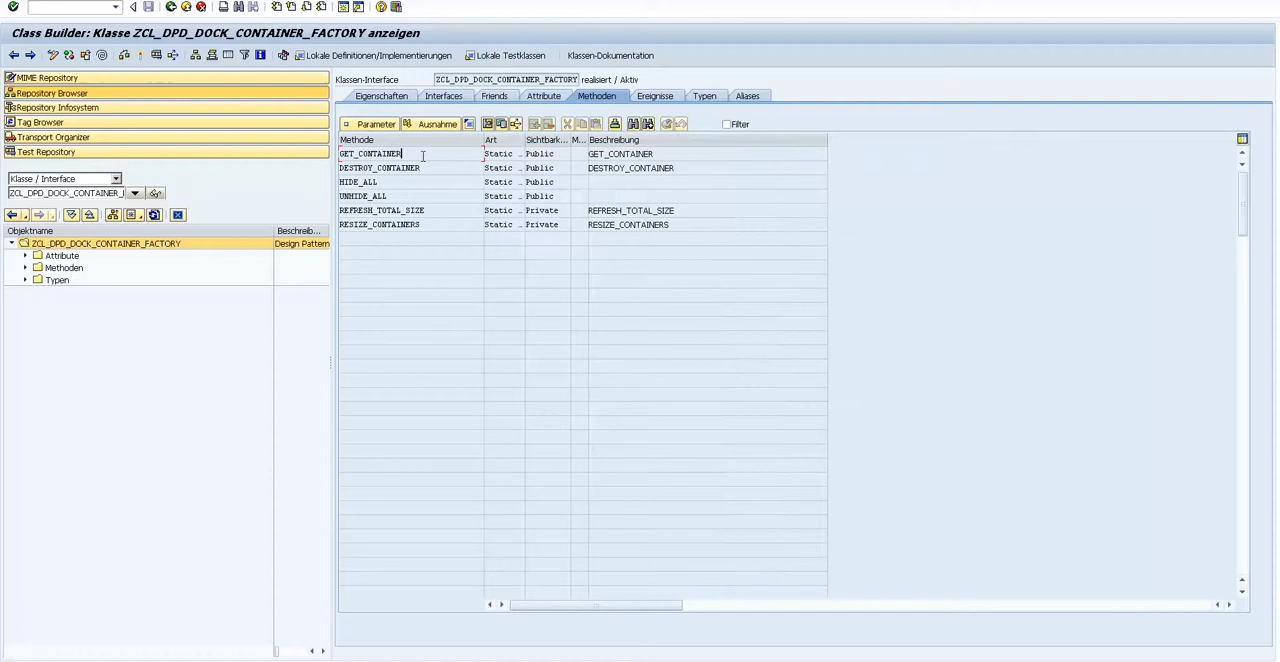 Class Builder: Klasse ZCL_DPD_DOCK_CONTAINER_FACTORY anzeigen
Lokale Definitionen/Implementierungen
Lokale Testklassen
Klassen-Dokumentation
MIME Repository
Repository Browser
Repository Infosystem
Tag Browser
Transport Organizer
Test Repository
Klasse / Interface
ZCL_DPD_DOCK_CONTAINER_
Objektname Beschreib...
ZCL_DPD_DOCK_CONTAINER_FACTORY Design Pattern
Attribute
Methoden
Typen
Klassen-Interface ZCL_DPD_DOCK_CONTAINER_FACTORY realisiert / Aktiv
Eigenschaften Interfaces Friends Attribute Methoden Ereignisse Typen Aliases
Parameter Ausnahme Filter
Methode Art Sichtbark... M... Beschreibung
GET_CONTAINER Static .. Public GET_CONTAINER
DESTROY_CONTAINER Static .. Public DESTROY_CONTAINER
HIDE_ALL Static .. Public
UNHIDE_ALL Static .. Public
REFRESH_TOTAL_SIZE Static .. Private REFRESH_TOTAL_SIZE
RESIZE_CONTAINERS Static .. Private RESIZE_CONTAINERS